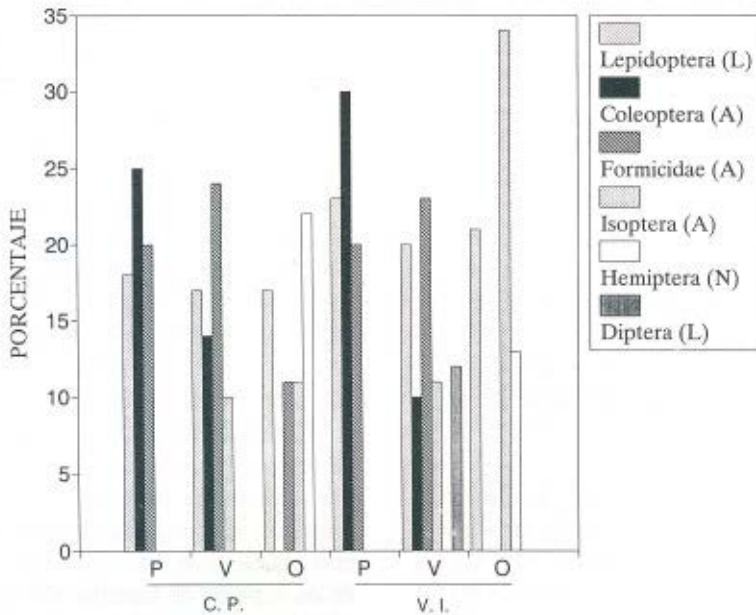 35
30
25
20
15
10
5
0
PORCENTAJE
P V O P V O
C. P. V. I.
Lepidoptera (L)
Coleoptera (A)
Formicidae (A)
Isoptera (A)
Hemiptera (N)
Diptera (L)